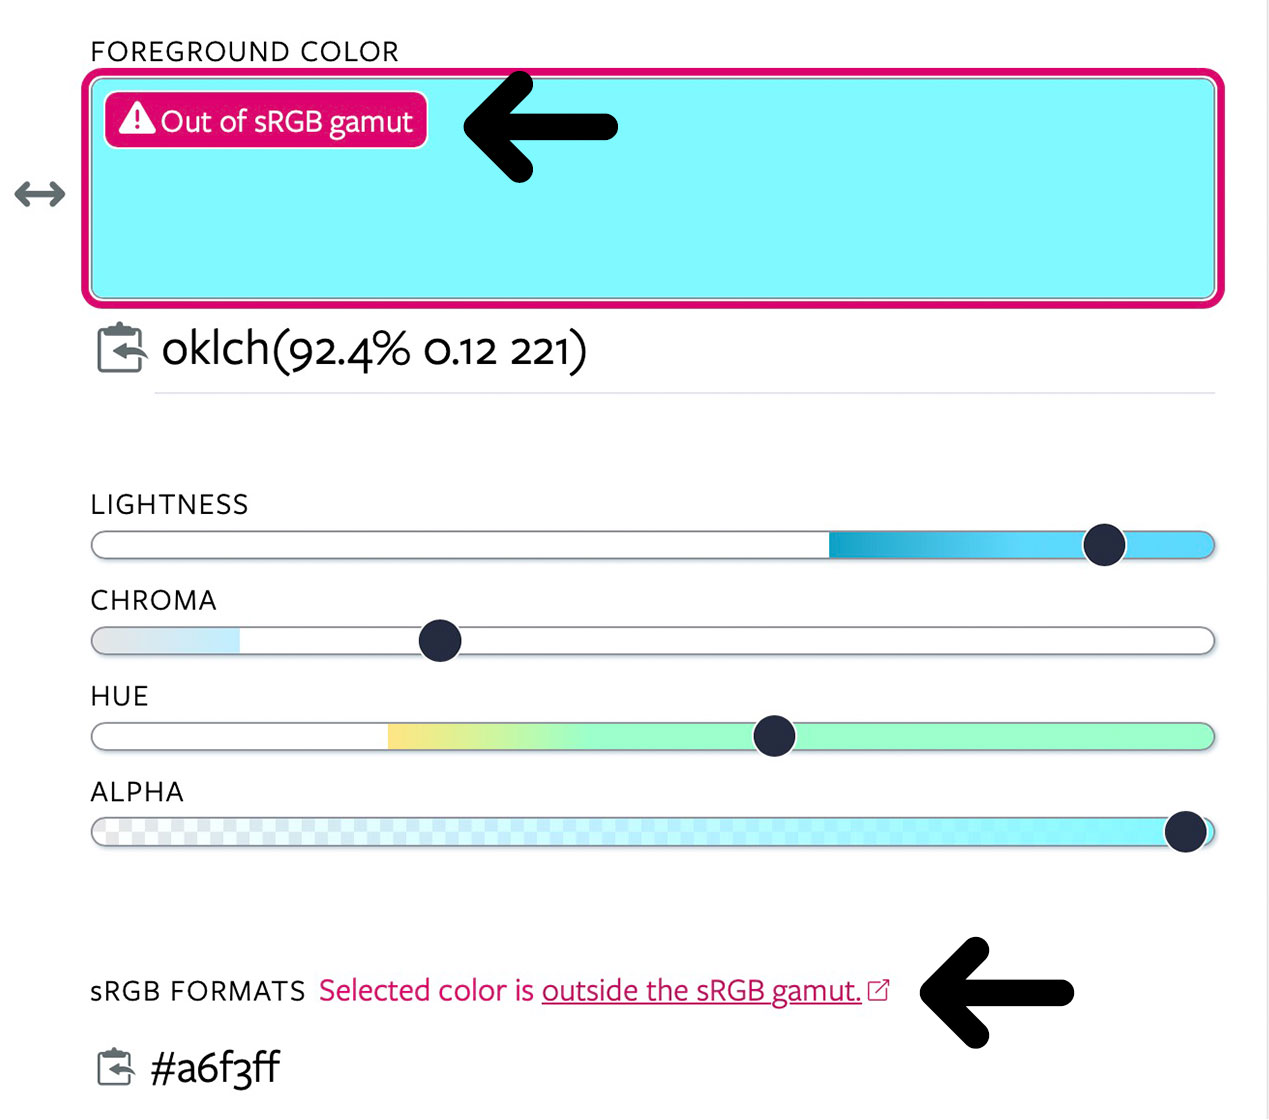 FOREGROUND COLOR
Out of sRGB gamut
oklch(92.4% 0.12 221)
LIGHTNESS
CHROMA
HUE
ALPHA
sRGB FORMATS Selected color is outside the sRGB gamut.
#a6f3ff